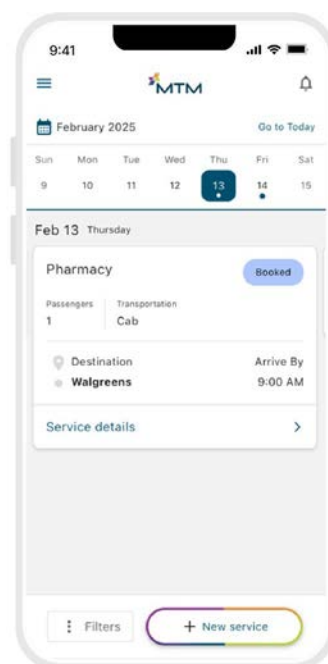 9:41
MTM
February 2025 Go to Today
Sun Mon Tue Wed Thu Fri Sat
9 10 11 12 13 14 15
Feb 13 Thursday
Pharmacy Booked
Passengers Transportation
1 Cab
Destination Arrive By
Walgreens 9:00 AM
Service details
Filters + New service